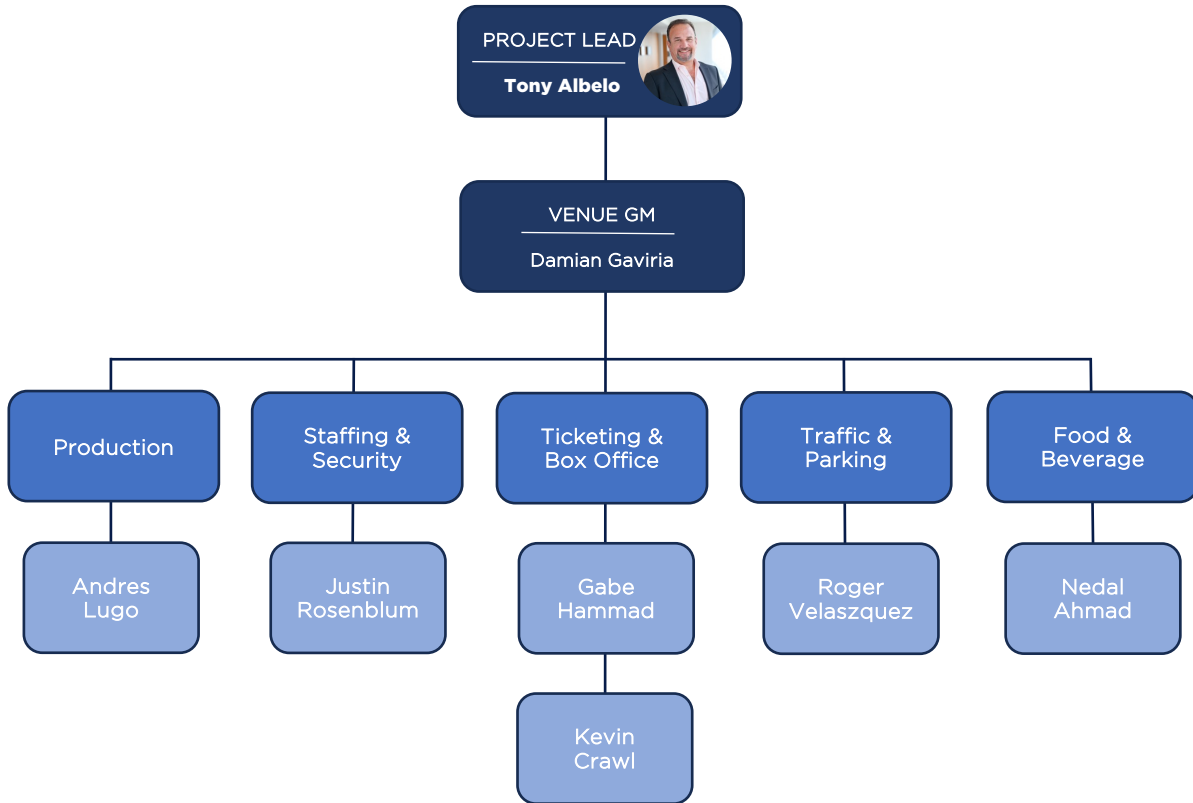 PROJECT LEAD
Tony Albelo
VENUE GM
Damian Gaviria
Production
Staffing &
Security
Ticketing &
Box Office
Traffic &
Parking
Food &
Beverage
Andres
Lugo
Justin
Rosenblum
Gabe
Hammad
Roger
Velaszquez
Nedal
Ahmad
Kevin
Crawl